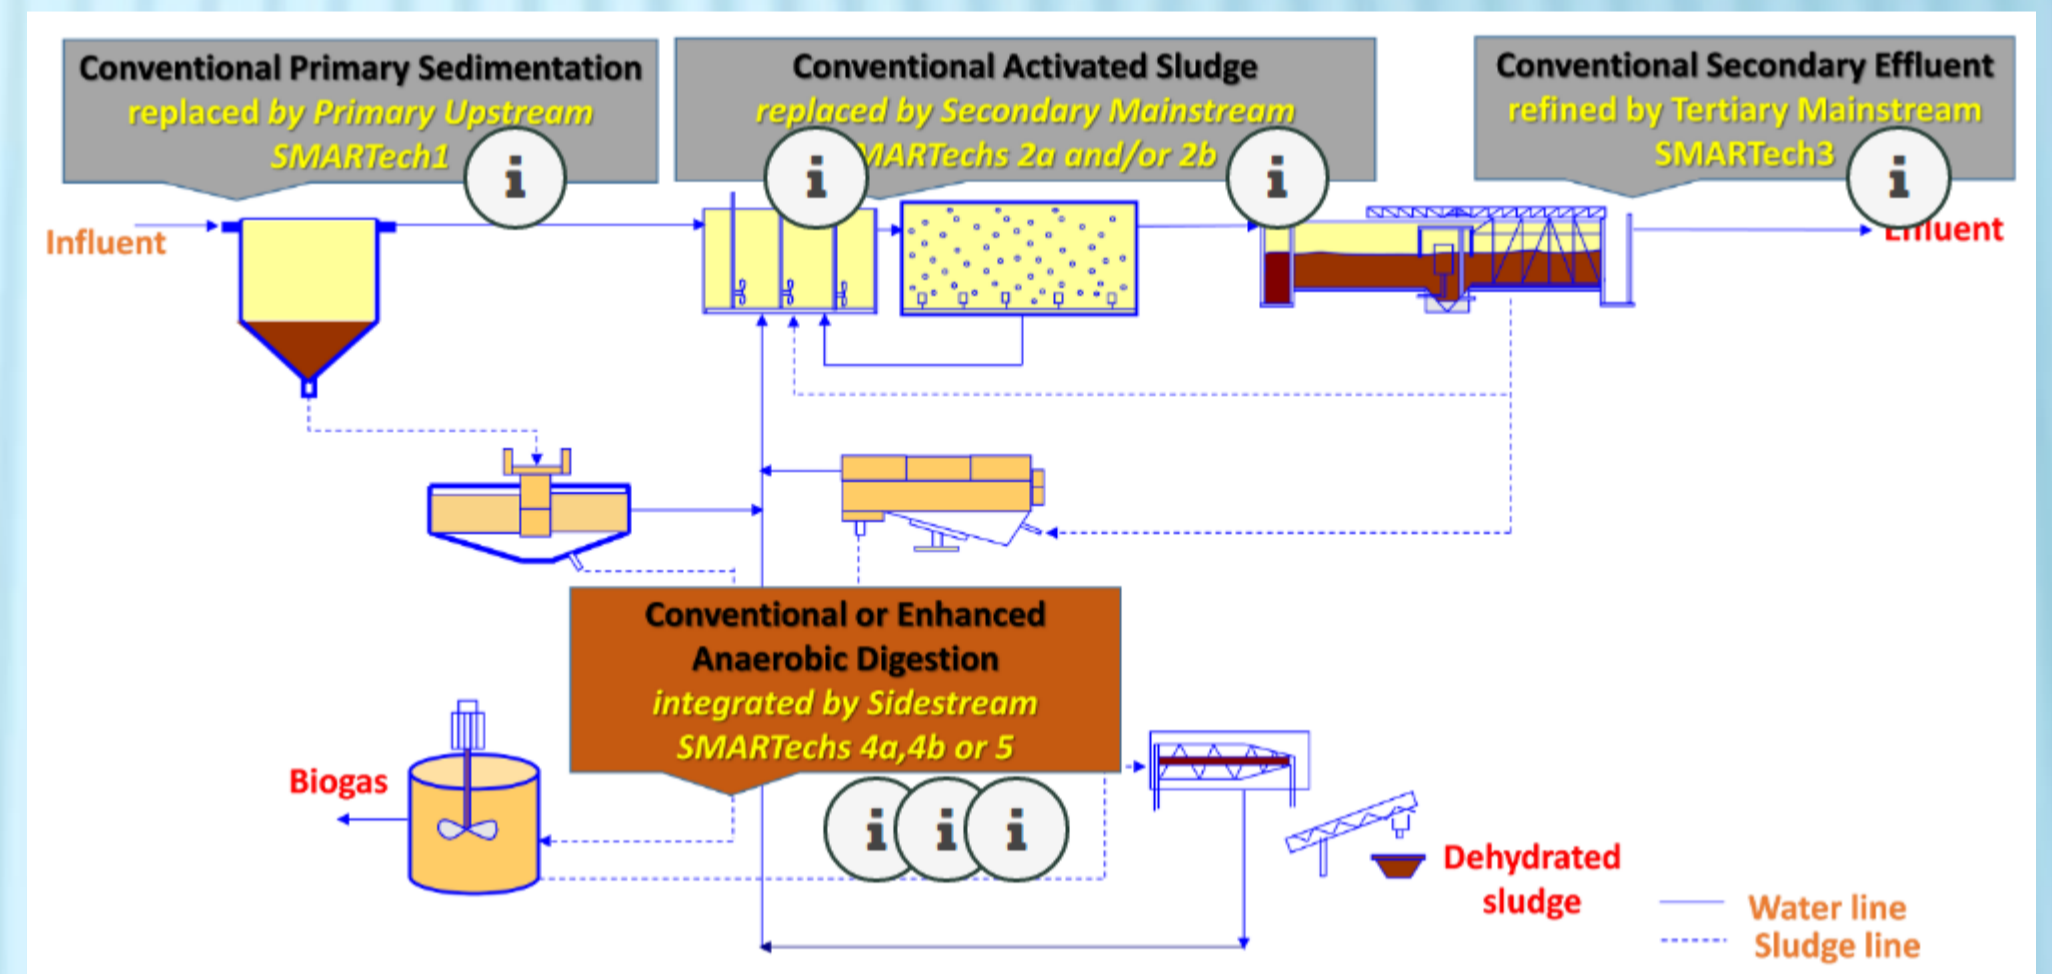 Conventional Primary Sedimentation
replaced by Primary Upstream
SMARTech1
i
Conventional Activated Sludge
replaced by Secondary Mainstream
MARTechs 2a and/or 2b
i
i
Conventional Secondary Effluent
refined by Tertiary Mainstream
SMARTech3
i
Influent
Effluent
Conventional or Enhanced
Anaerobic Digestion
integrated by Sidestream
SMARTechs 4a,4b or 5
Biogas
i
i
i
Dehydrated
sludge
Water line
Sludge line